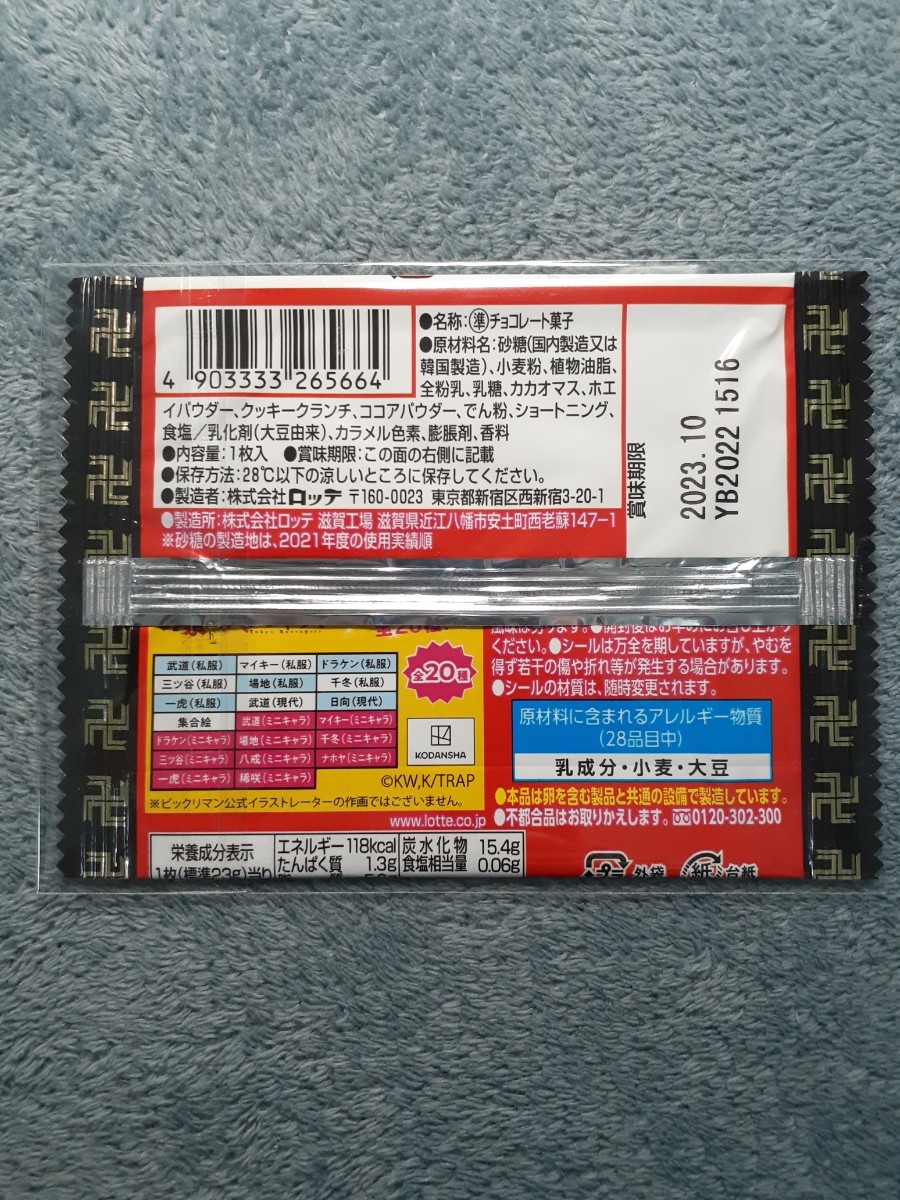 4 903333 265664
●名称:準チョコレート菓子
●原材料名:砂糖(国内製造又は
韓国製造)、小麦粉、植物油脂、
全粉乳、乳糖、カカオマス、ホエ
イパウダー、クッキークランチ、ココアパウダー、でん粉、ショートニング、
食塩/乳化剤(大豆由来)、カラメル色素、膨脹剤、香料
●内容量:1枚入 ●賞味期限:この面の右側に記載
●保存方法:28℃以下の涼しいところに保存してください。
●製造者:株式会社ロッテ 〒160-0023 東京都新宿区西新宿3-20-1
●製造所:株式会社ロッテ 滋賀工場 滋賀県近江八幡市安土町西老蘇147-1
※砂糖の製造地は、2021年度の使用実績順
賞味期限
2023.10
YB2022 1516
全20種
武道(私服) マイキー(私服) ドラケン(私服)
三ツ谷(私服) 場地(私服) 千冬(私服)
一虎(私服) 武道(現代) 日向(現代)
集合絵 武道(ミニキャラ) マイキー(ミニキャラ)
ドラケン(ミニキャラ) 場地(ミニキャラ) 千冬(ミニキャラ)
三ツ谷(ミニキャラ) 八戒(ミニキャラ) ナホヤ(ミニキャラ)
一虎(ミニキャラ) 稀咲(ミニキャラ)
全20種
KODANSHA
©KW,K/TRAP
※ビックリマン公式イラストレーターの作画ではございません。
www.lotte.co.jp
ください。●シールは万全を期していますが、やむを
得ず若干の傷や折れ等が発生する場合があります。
●シールの材質は、随時変更されます。
原材料に含まれるアレルギー物質
(28品目中)
乳成分・小麦・大豆
●本品は卵を含む製品と共通の設備で製造しています。
●不都合品はお取りかえします。0120-302-300
栄養成分表示
1枚(標準23g)当り
エネルギー 118kcal 炭水化物 15.4g
たんぱく質 1.3g 食塩相当量 0.06g
外袋 台紙